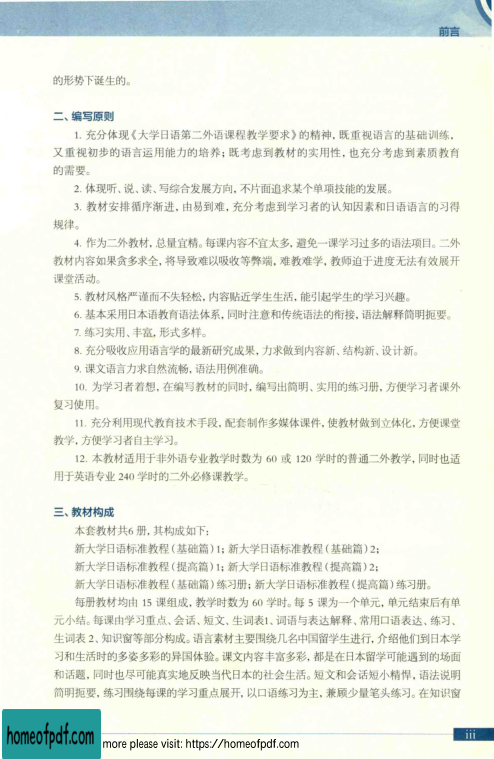 前言
的形势下诞生的。
二、编写原则
1. 充分体现《大学日语第二外语课程教学要求》的精神，既重视语言的基础训练，
又重视初步的语言运用能力的培养；既考虑到教材的实用性，也充分考虑到素质教育
的需要。
2. 体现听、说、读、写综合发展方向，不片面追求某个单项技能的发展。
3. 教材安排循序渐进，由易到难，充分考虑到学习者的认知因素和日语语言的习得
规律。
4. 作为二外教材，总量宜精。每课内容不宜太多，避免一课学习过多的语法项目。二外
教材内容如果贪多求全，将导致难以吸收等弊端，难教难学，教师迫于进度无法有效展开
课堂活动。
5. 教材风格严谨而不失轻松，内容贴近学生生活，能引起学生的学习兴趣。
6. 基本采用日本语教育语法体系，同时注意和传统语法的衔接，语法解释简明扼要。
7. 练习实用、丰富，形式多样。
8. 充分吸收应用语言学的最新研究成果，力求做到内容新、结构新、设计新。
9. 课文语言力求自然流畅，语法用例准确。
10. 为学习者着想，在编写教材的同时，编写出简明、实用的练习册，方便学习者课外
复习使用。
11. 充分利用现代教育技术手段，配套制作多媒体课件，使教材做到立体化，方便课堂
教学，方便学习者自主学习。
12. 本教材适用于非外语专业教学时数为 60 或 120 学时的普通二外教学，同时也适
用于英语专业 240 学时的二外必修课教学。
三、教材构成
本套教材共6 册，其构成如下：
新大学日语标准教程（基础篇）1；新大学日语标准教程（基础篇）2；
新大学日语标准教程（提高篇）1；新大学日语标准教程（提高篇）2；
新大学日语标准教程（基础篇）练习册；新大学日语标准教程（提高篇）练习册。
每册教材均由 15 课组成，教学时数为 60 学时。每 5 课为一个单元，单元结束后有单
元小结。每课由学习重点、会话、短文、生词表1、词语与表达解释、常用口语表达、练习、
生词表 2、知识窗等部分构成。语言素材主要围绕几名中国留学生进行，介绍他们到日本学
习和生活时的多姿多彩的异国体验。课文内容丰富多彩，都是在日本留学可能遇到的场面
和话题，同时也尽可能真实地反映当代日本的社会生活。短文和会话短小精悍，语法说明
简明扼要，练习围绕每课的学习重点展开，以口语练习为主，兼顾少量笔头练习。在知识窗
iii
homeofpdf.com
more please visit: https://homeofpdf.com